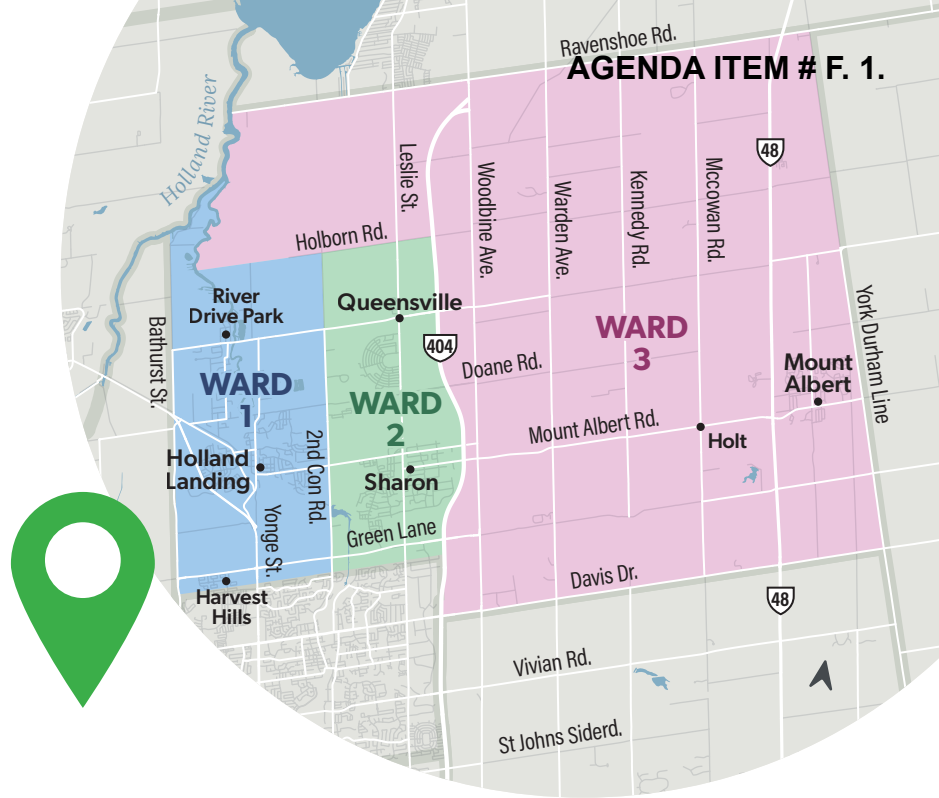 Ravenshoe Rd.
AGENDA ITEM # F. 1.
Holland River
48
Leslie St.
Woodbine Ave.
Warden Ave.
Kennedy Rd.
Mccowan Rd.
Holborn Rd.
River
Drive Park
Queensville
404
Bathurst St.
WARD
1
WARD
2
WARD
3
Doane Rd.
York Durham Line
Mount
Albert
Mount Albert Rd.
Holt
Holland
Landing
2nd Con Rd.
Sharon
Yonge St.
Green Lane
Harvest
Hills
Davis Dr.
48
Vivian Rd.
St Johns Siderd.